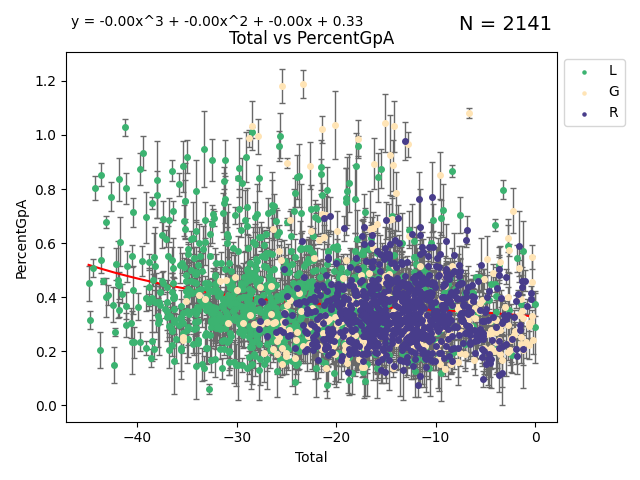 y = -0.00x^3 + -0.00x^2 + -0.00x + 0.33
N = 2141
Total vs PercentGpA
L
G
R
PercentGpA
1.2
1.0
0.8
0.6
0.4
0.2
0.0
−40
−30
−20
−10
0
Total